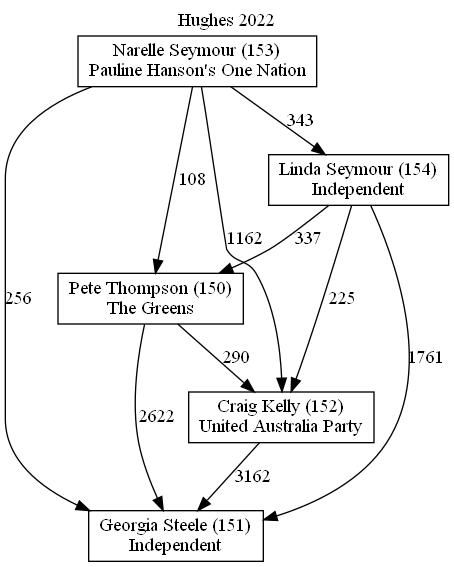 Hughes 2022
Narelle Seymour (153)
Pauline Hanson's One Nation
343
Linda Seymour (154)
Independent
108
1162
337
Pete Thompson (150)
The Greens
256
225
290
1761
Craig Kelly (152)
United Australia Party
2622
3162
Georgia Steele (151)
Independent